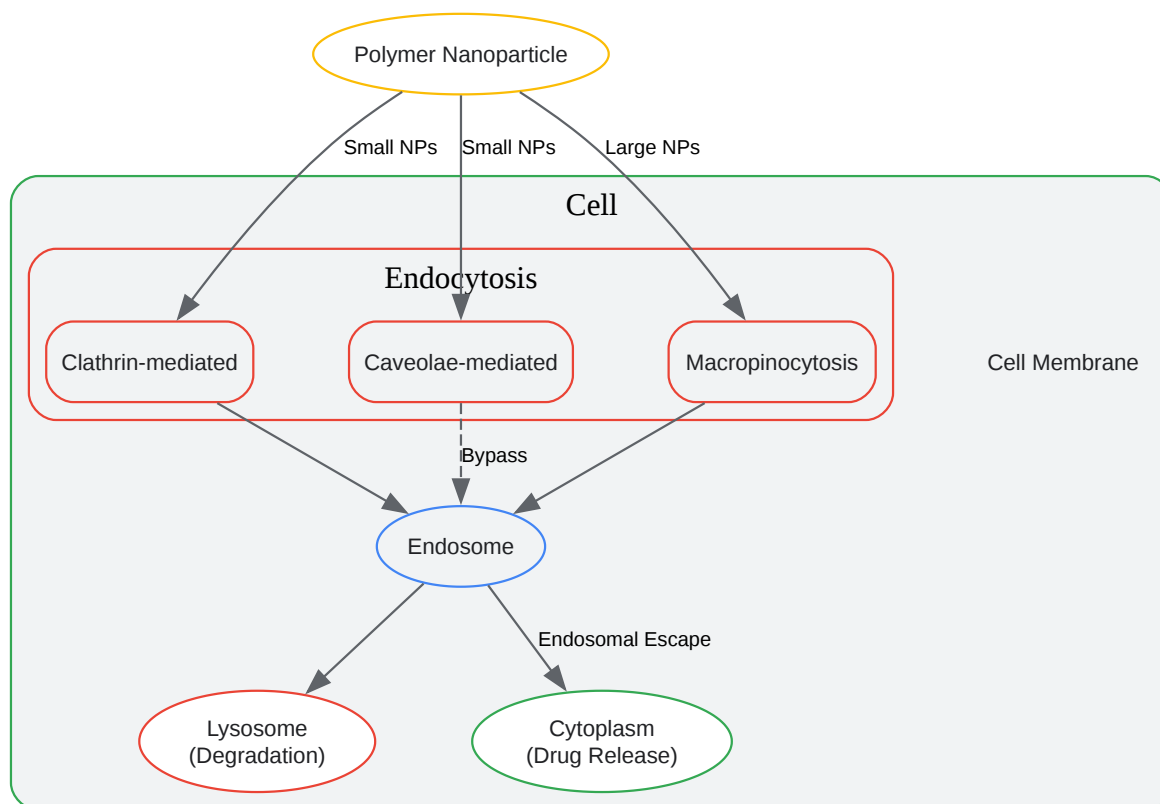 Polymer Nanoparticle
Small NPs
Small NPs
Large NPs
Cell
Endocytosis
Clathrin-mediated
Caveolae-mediated
Macropinocytosis
Cell Membrane
Bypass
Endosome
Endosomal Escape
Lysosome
(Degradation)
Cytoplasm
(Drug Release)